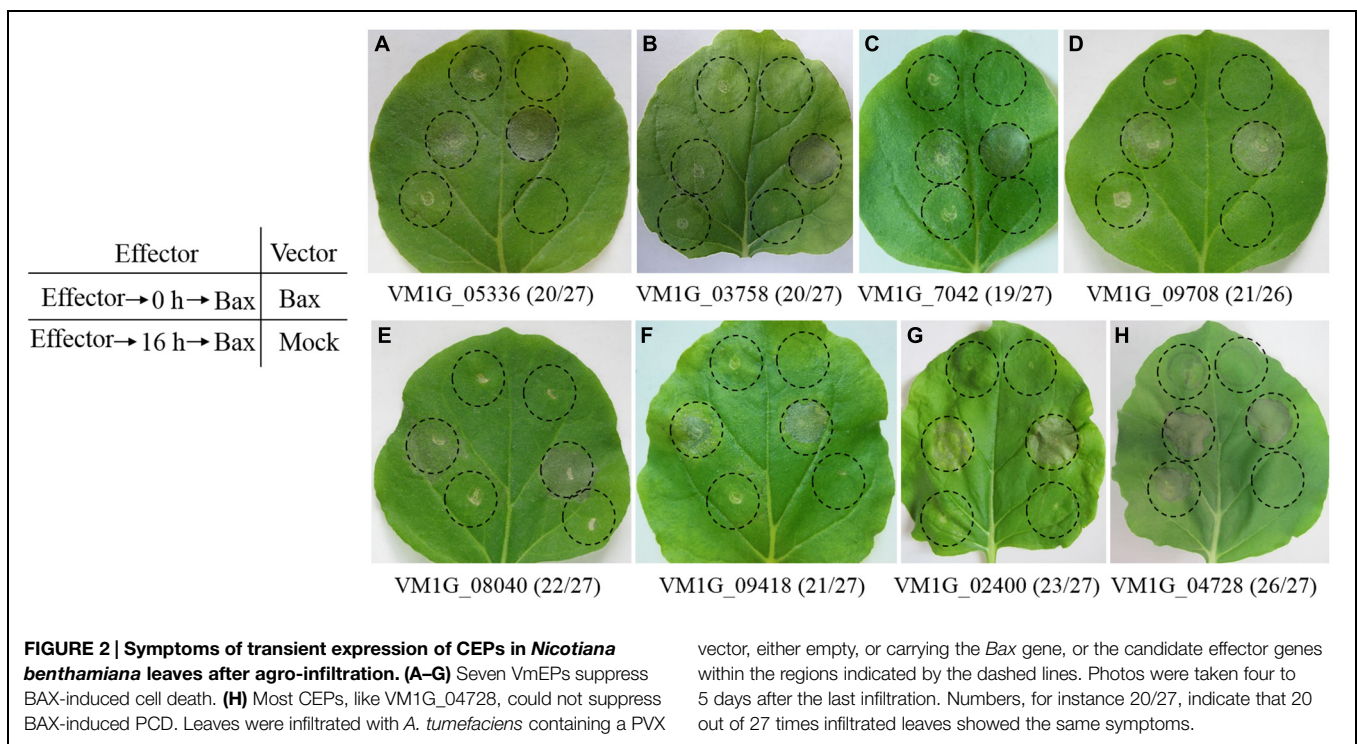 Effector Vector
Effector→ 0 h→ Bax Bax
Effector→ 16 h→ Bax Mock
A B C D
VM1G_05336 (20/27) VM1G_03758 (20/27) VM1G_7042 (19/27) VM1G_09708 (21/26)
E F G H
VM1G_08040 (22/27) VM1G_09418 (21/27) VM1G_02400 (23/27) VM1G_04728 (26/27)
FIGURE 2 | Symptoms of transient expression of CEPs in Nicotiana
benthamiana leaves after agro-infiltration. (A–G) Seven VmEPs suppress
BAX-induced cell death. (H) Most CEPs, like VM1G_04728, could not suppress
BAX-induced PCD. Leaves were infiltrated with A. tumefaciens containing a PVX
vector, either empty, or carrying the Bax gene, or the candidate effector genes
within the regions indicated by the dashed lines. Photos were taken four to
5 days after the last infiltration. Numbers, for instance 20/27, indicate that 20
out of 27 times infiltrated leaves showed the same symptoms.